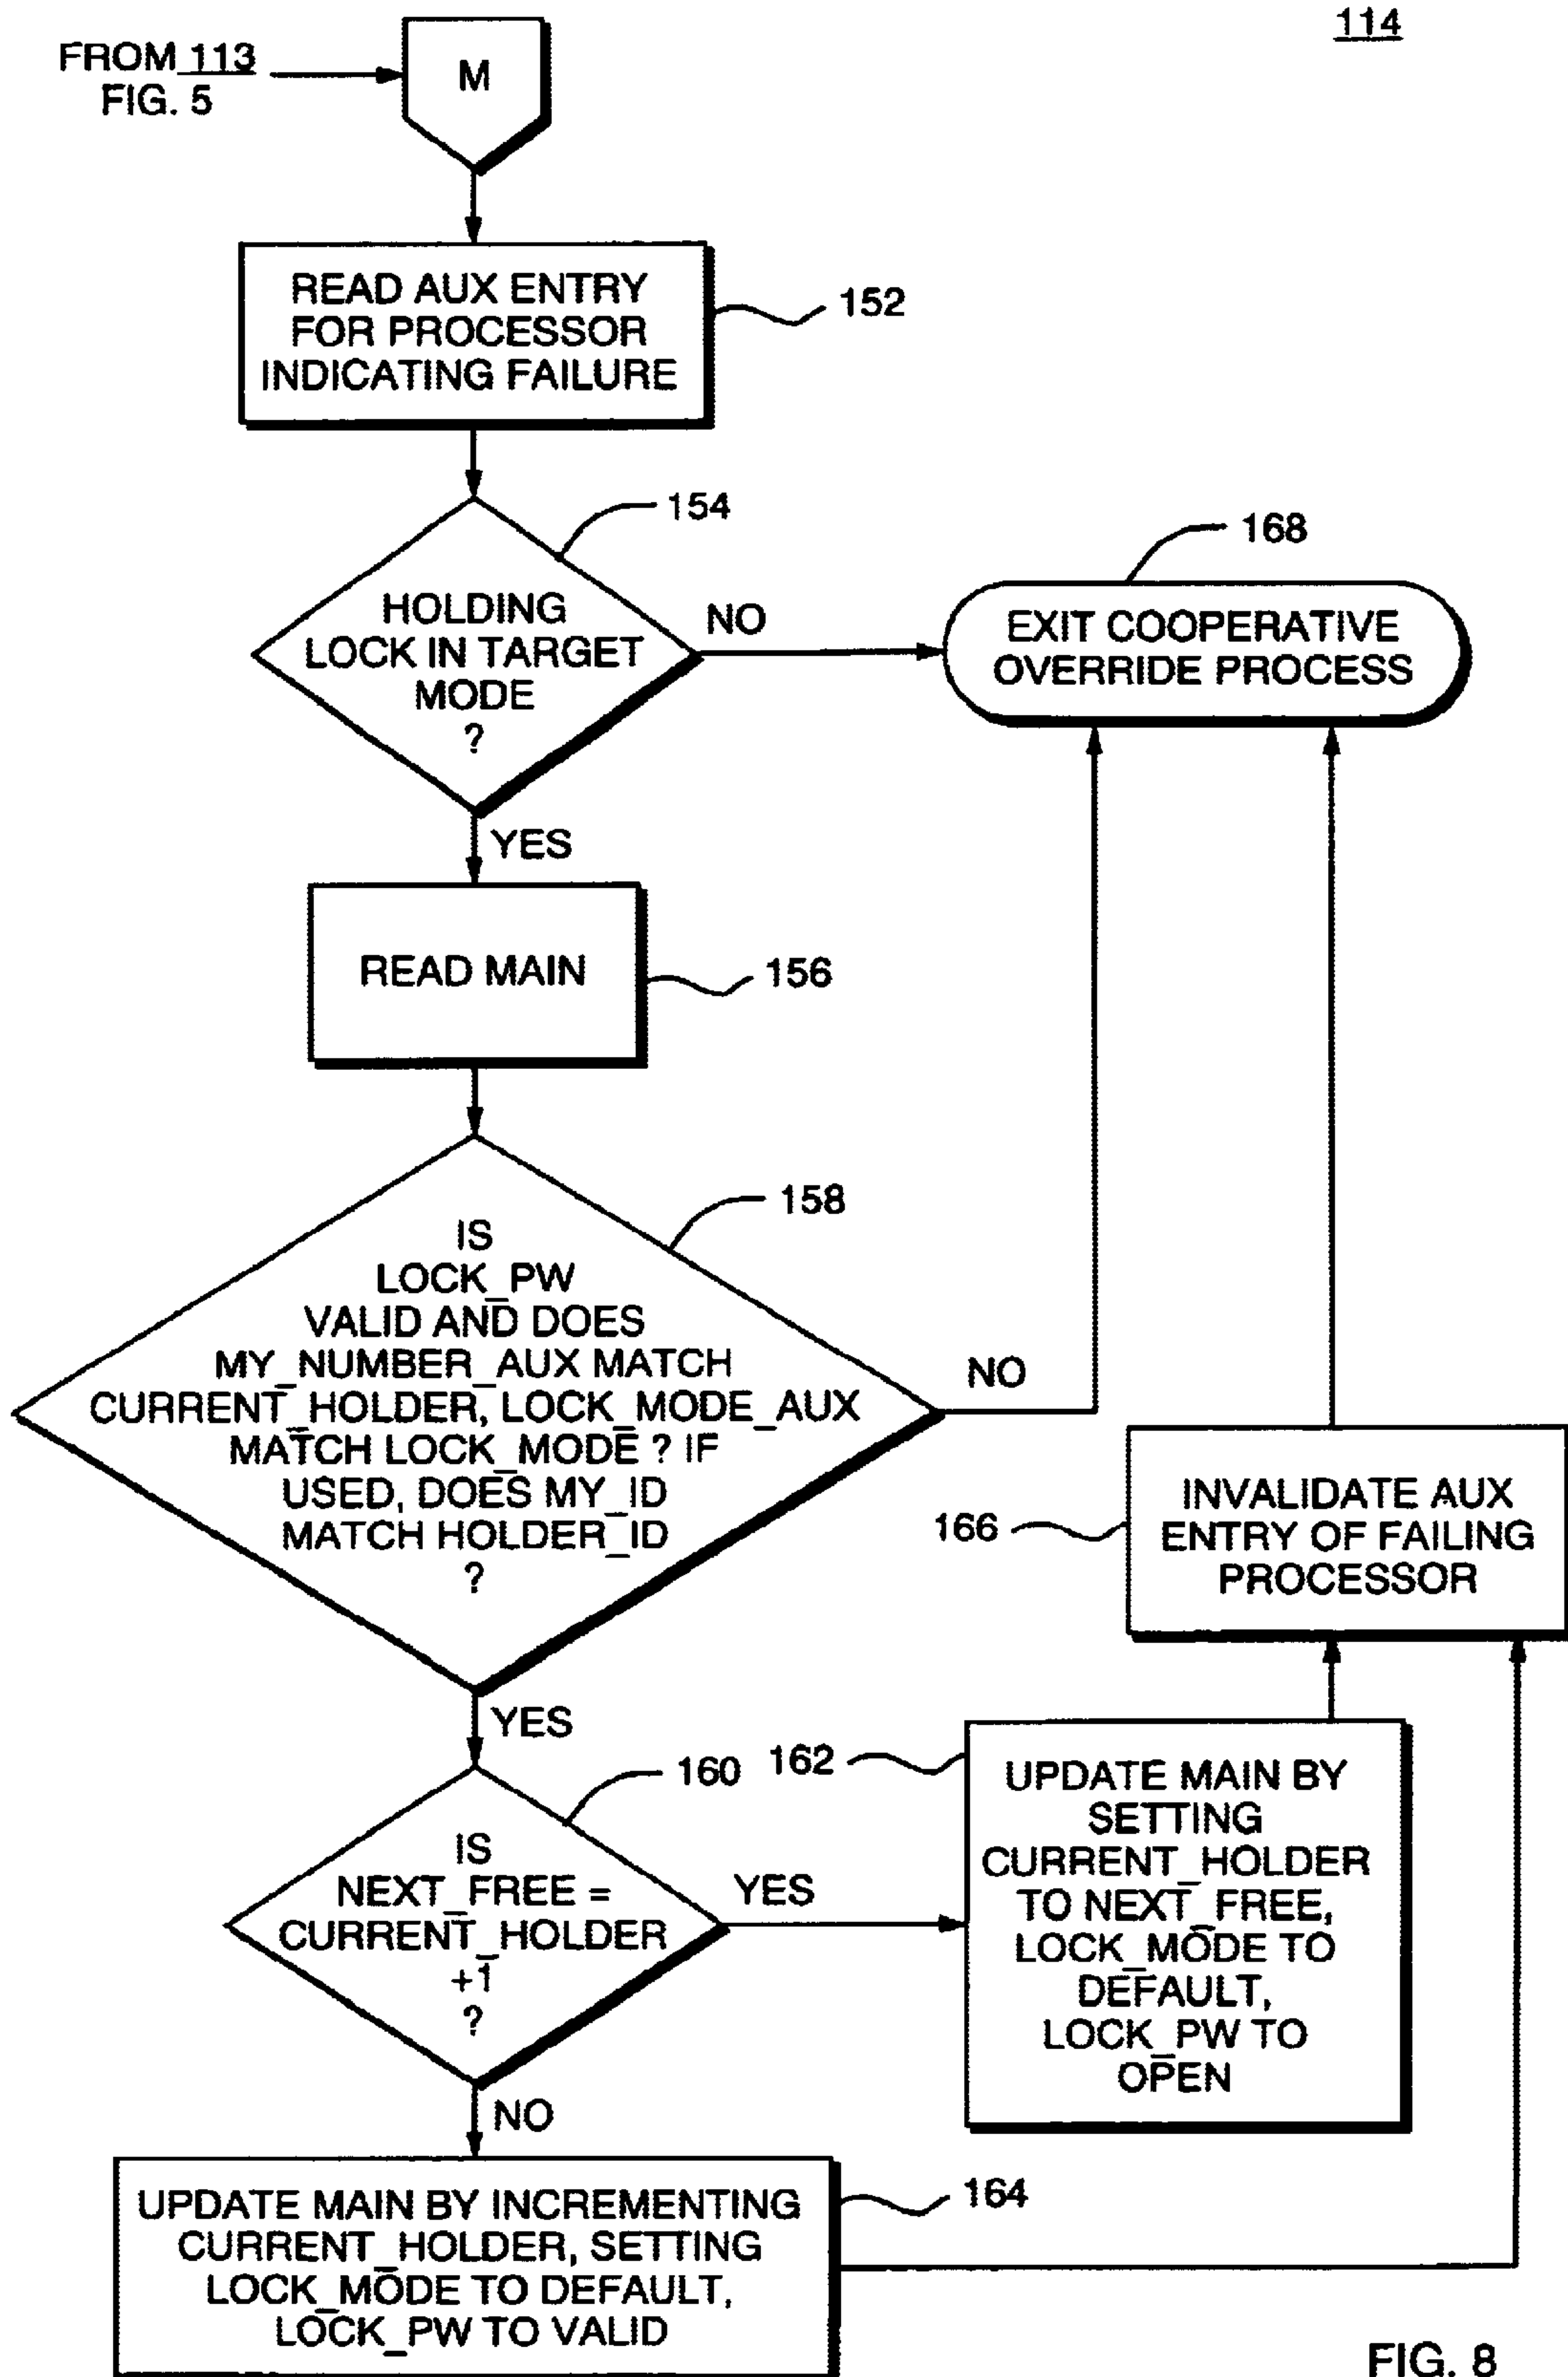 114
FROM 113
FIG. 5
M
READ AUX ENTRY
FOR PROCESSOR
INDICATING FAILURE
152
154
HOLDING
LOCK IN TARGET
MODE
?
NO
168
EXIT COOPERATIVE
OVERRIDE PROCESS
YES
READ MAIN
156
158
IS
LOCK_PW
VALID AND DOES
MY_NUMBER_AUX MATCH
CURRENT_HOLDER, LOCK_MODE_AUX
MATCH LOCK_MODE ? IF
USED, DOES MY_ID
MATCH HOLDER_ID
?
NO
166
INVALIDATE AUX
ENTRY OF FAILING
PROCESSOR
YES
160
IS
NEXT_FREE =
CURRENT_HOLDER
+1
?
YES
162
UPDATE MAIN BY
SETTING
CURRENT_HOLDER
TO NEXT_FREE,
LOCK_MODE TO
DEFAULT,
LOCK_PW TO
OPEN
NO
UPDATE MAIN BY INCREMENTING
CURRENT_HOLDER, SETTING
LOCK_MODE TO DEFAULT,
LOCK_PW TO VALID
164
FIG. 8